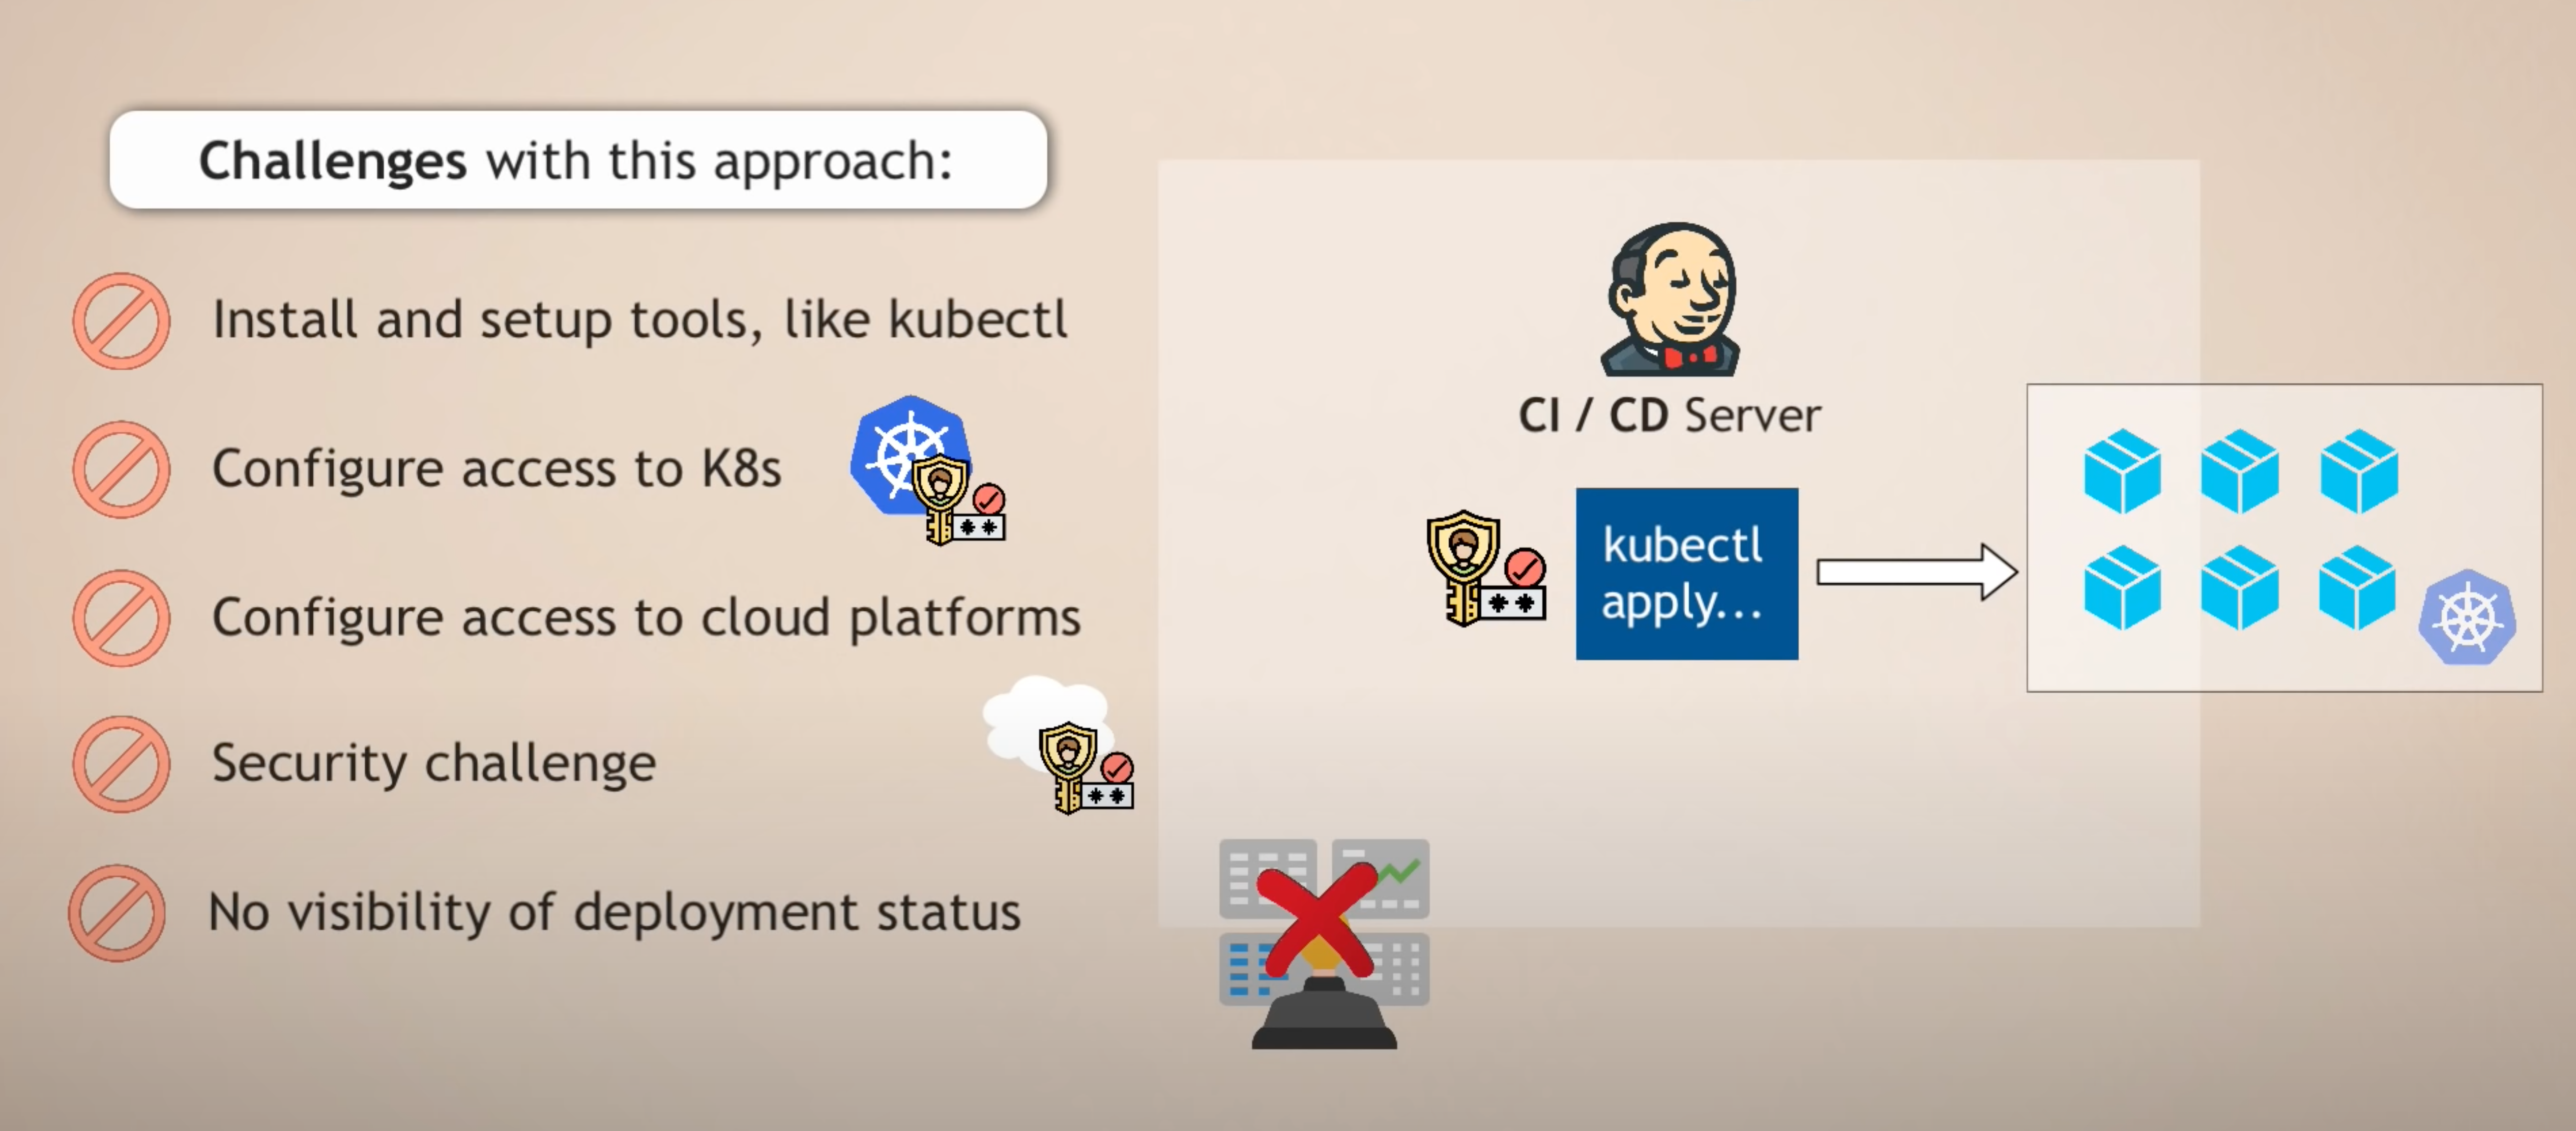 Challenges with this approach:
Install and setup tools, like kubectl
Configure access to K8s
Configure access to cloud platforms
Security challenge
No visibility of deployment status
CI / CD Server
kubectl
apply...